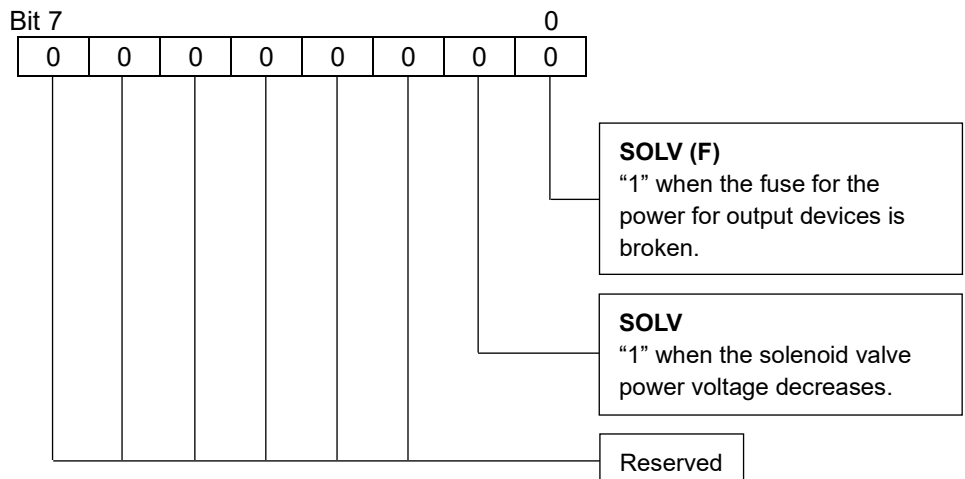 Bit 7 0
0 0 0 0 0 0 0 0
SOLV (F)
“1” when the fuse for the
power for output devices is
broken.
SOLV
“1” when the solenoid valve
power voltage decreases.
Reserved